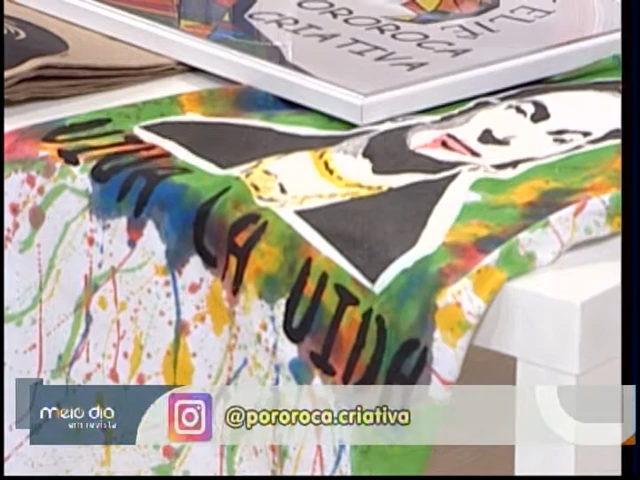 POROROCA
CRIATIVA
VIVA LA VIDA
meio dia
em revista
@pororoca.criativa